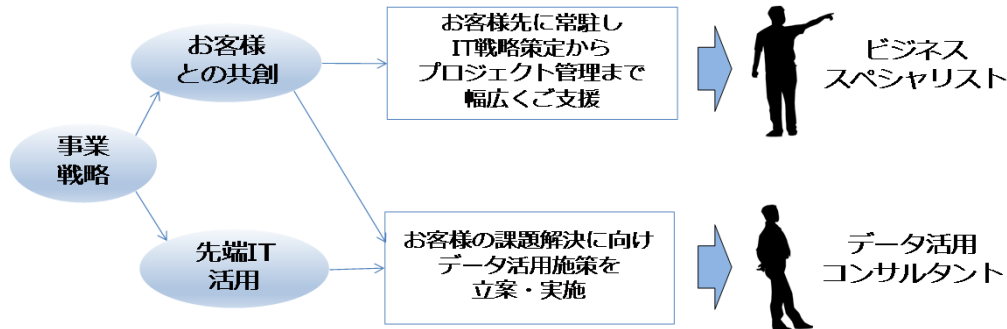 お客様
との共創
お客様先に常駐し
IT戦略策定から
プロジェクト管理まで
幅広くご支援
ビジネス
スペシャリスト
事業
戦略
先端IT
活用
お客様の課題解決に向け
データ活用施策を
立案・実施
データ活用
コンサルタント